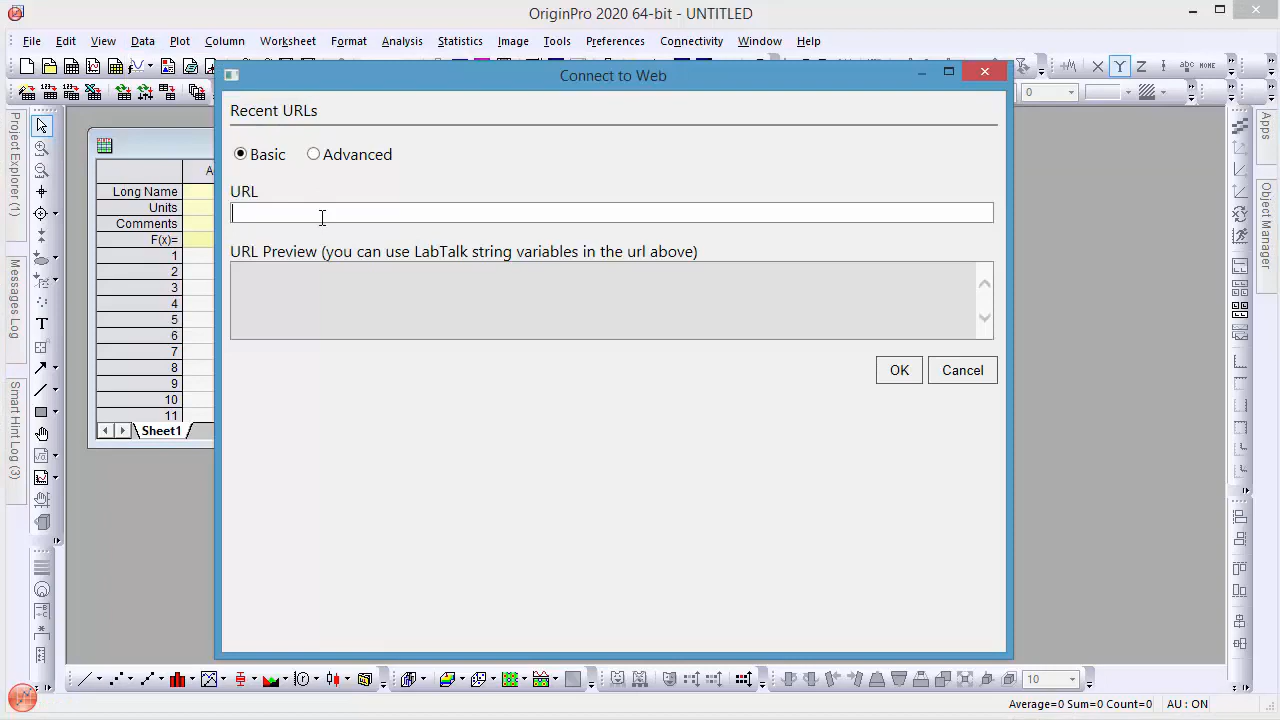 OriginPro 2020 64-bit - UNTITLED
File Edit View Data Plot Column Worksheet Format Analysis Statistics Image Tools Preferences Connectivity Window Help
Connect to Web
Recent URLs
Basic Advanced
URL
URL Preview (you can use LabTalk string variables in the url above)
OK Cancel
Project Explorer (1)
Messages Log
Smart Hint Log (3)
Long Name
Units
Comments
F(x)=
1
2
3
4
5
6
7
8
9
10
11
Sheet1
X Y Z abc HOME
0
T
Apps
Object Manager
10
Average=0 Sum=0 Count=0 AU : ON